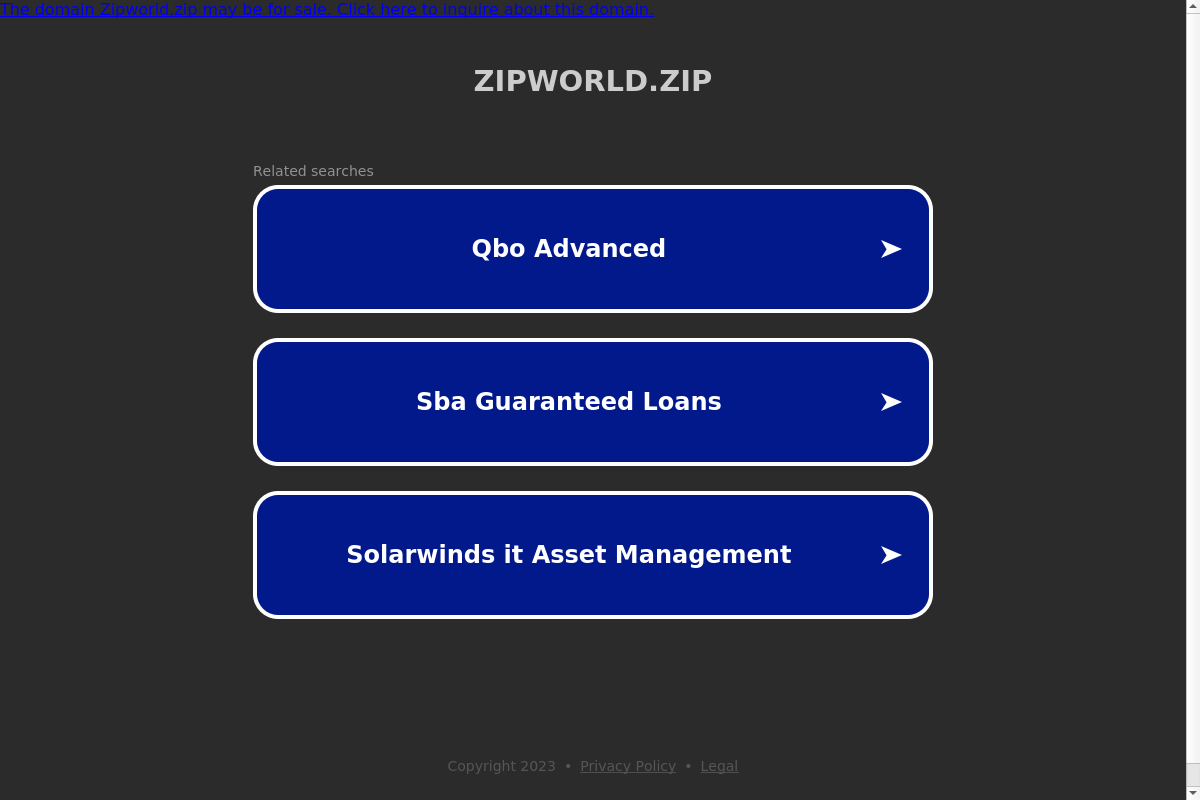 The domain Zipworld.zip may be for sale. Click here to inquire about this domain.
ZIPWORLD.ZIP
Related searches
Qbo Advanced
Sba Guaranteed Loans
Solarwinds it Asset Management
Copyright 2023 • Privacy Policy • Legal